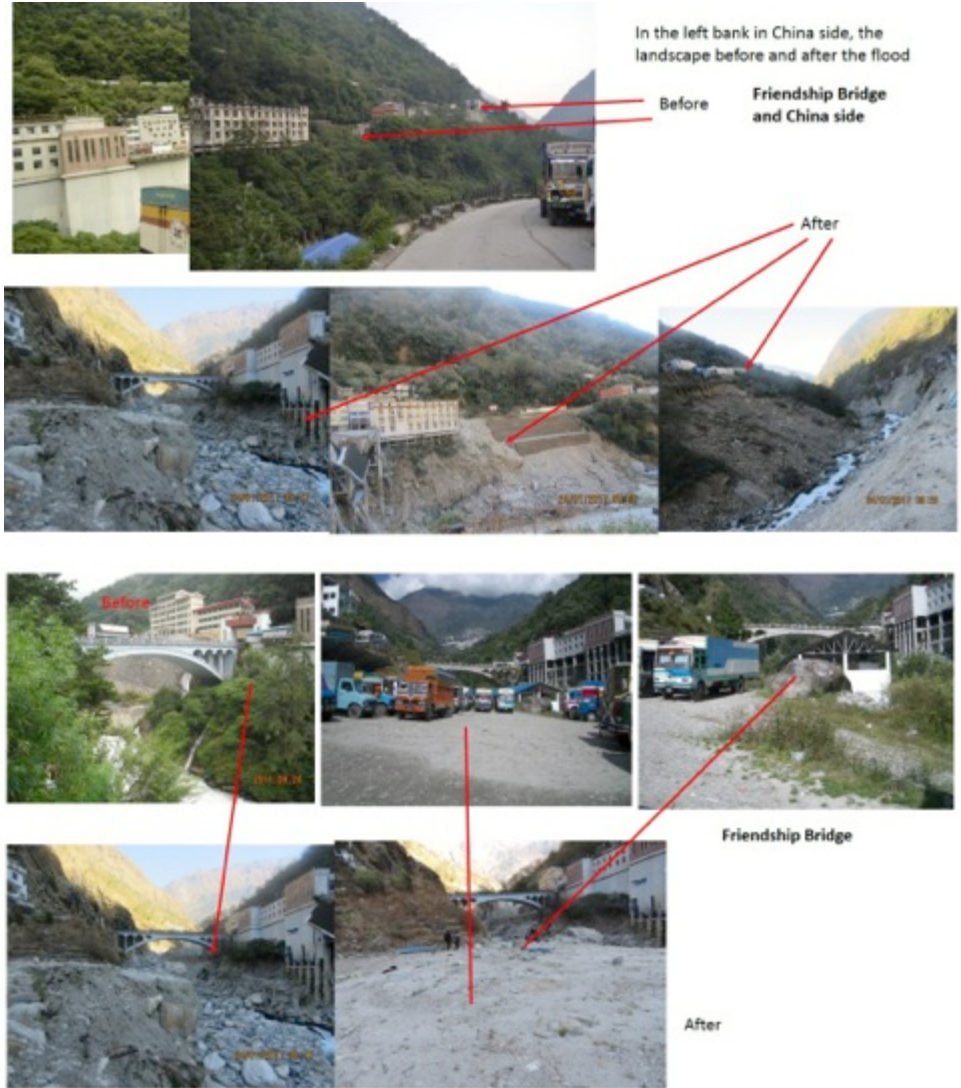 In the left bank in China side, the
landscape before and after the flood
Before
Friendship Bridge
and China side
After
Before
Friendship Bridge
After